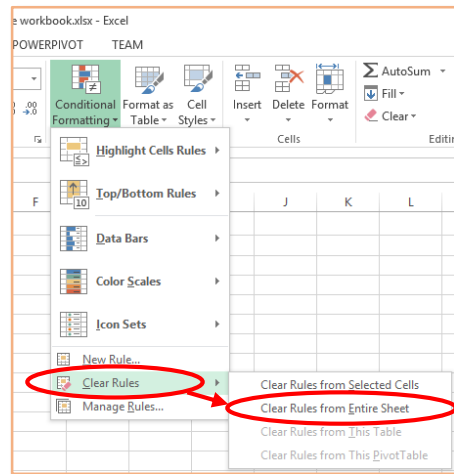 e workbook.xlsx - Excel
POWERPIVOT TEAM
AutoSum
Fill
Clear
Conditional Formatting
Format as Table
Cell Styles
Insert Delete Format
Cells
Editin
F J K L
Highlight Cells Rules
Top/Bottom Rules
10
Data Bars
Color Scales
Icon Sets
New Rule...
Clear Rules
Manage Rules...
Clear Rules from Selected Cells
Clear Rules from Entire Sheet
Clear Rules from This Table
Clear Rules from This PivotTable